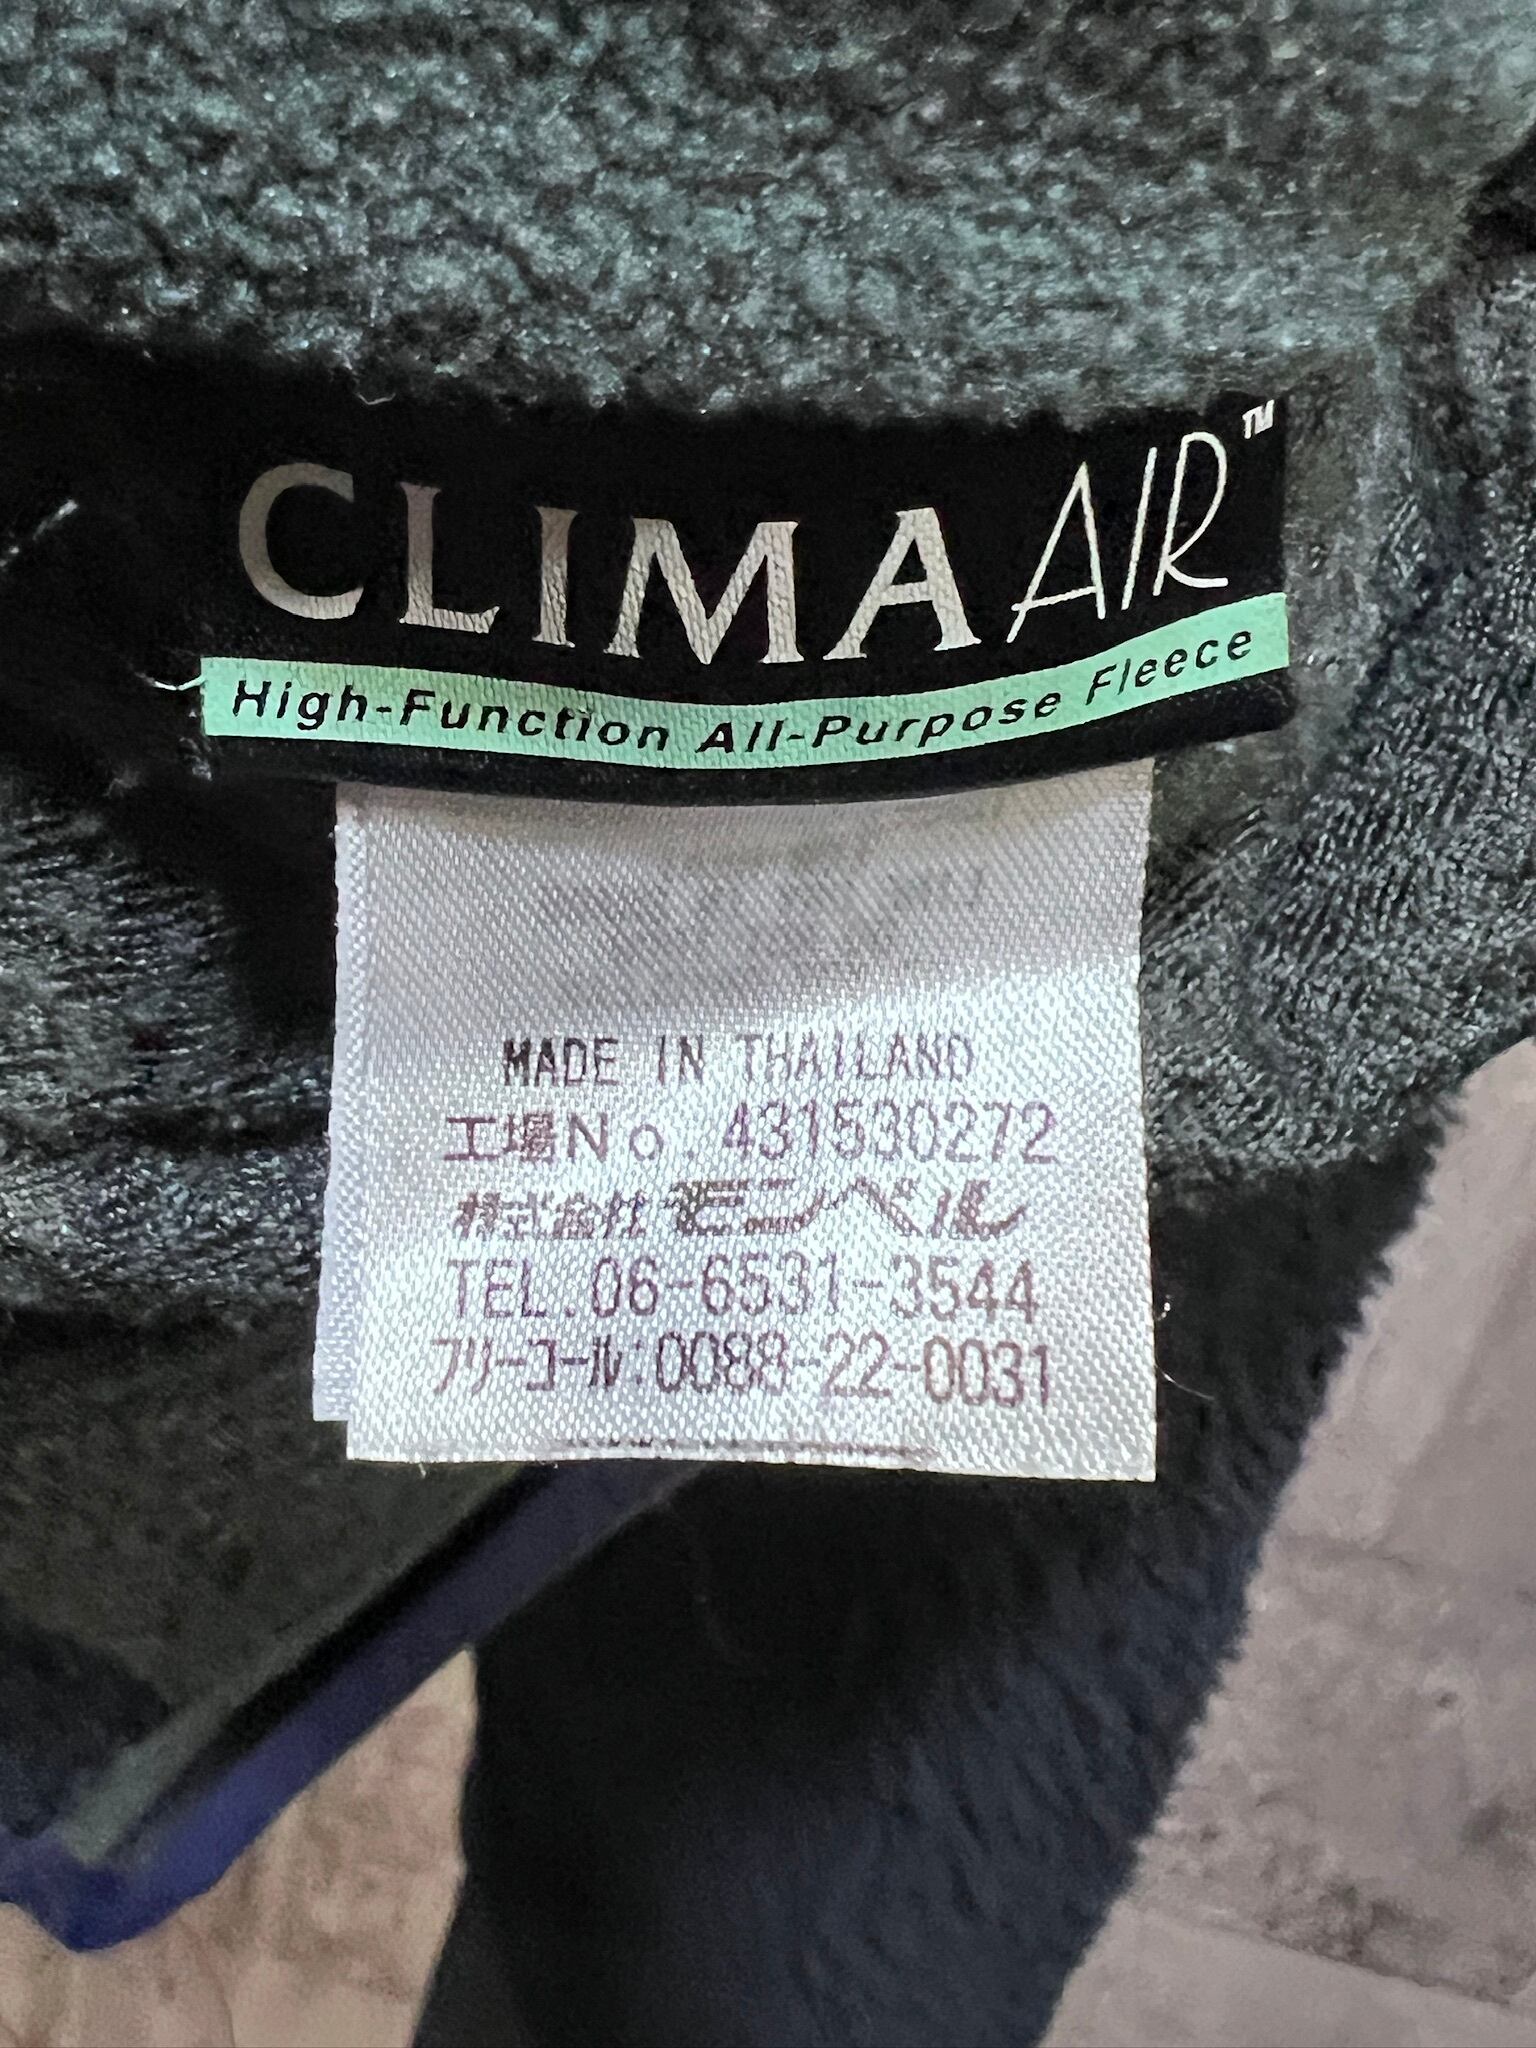 CLIMA AIR™
High-Function All-Purpose Fleece
MADE IN THAILAND
工場No. 431530272
株式会社モンベル
TEL. 06-6531-3544
フリーコール:0088-22-0031